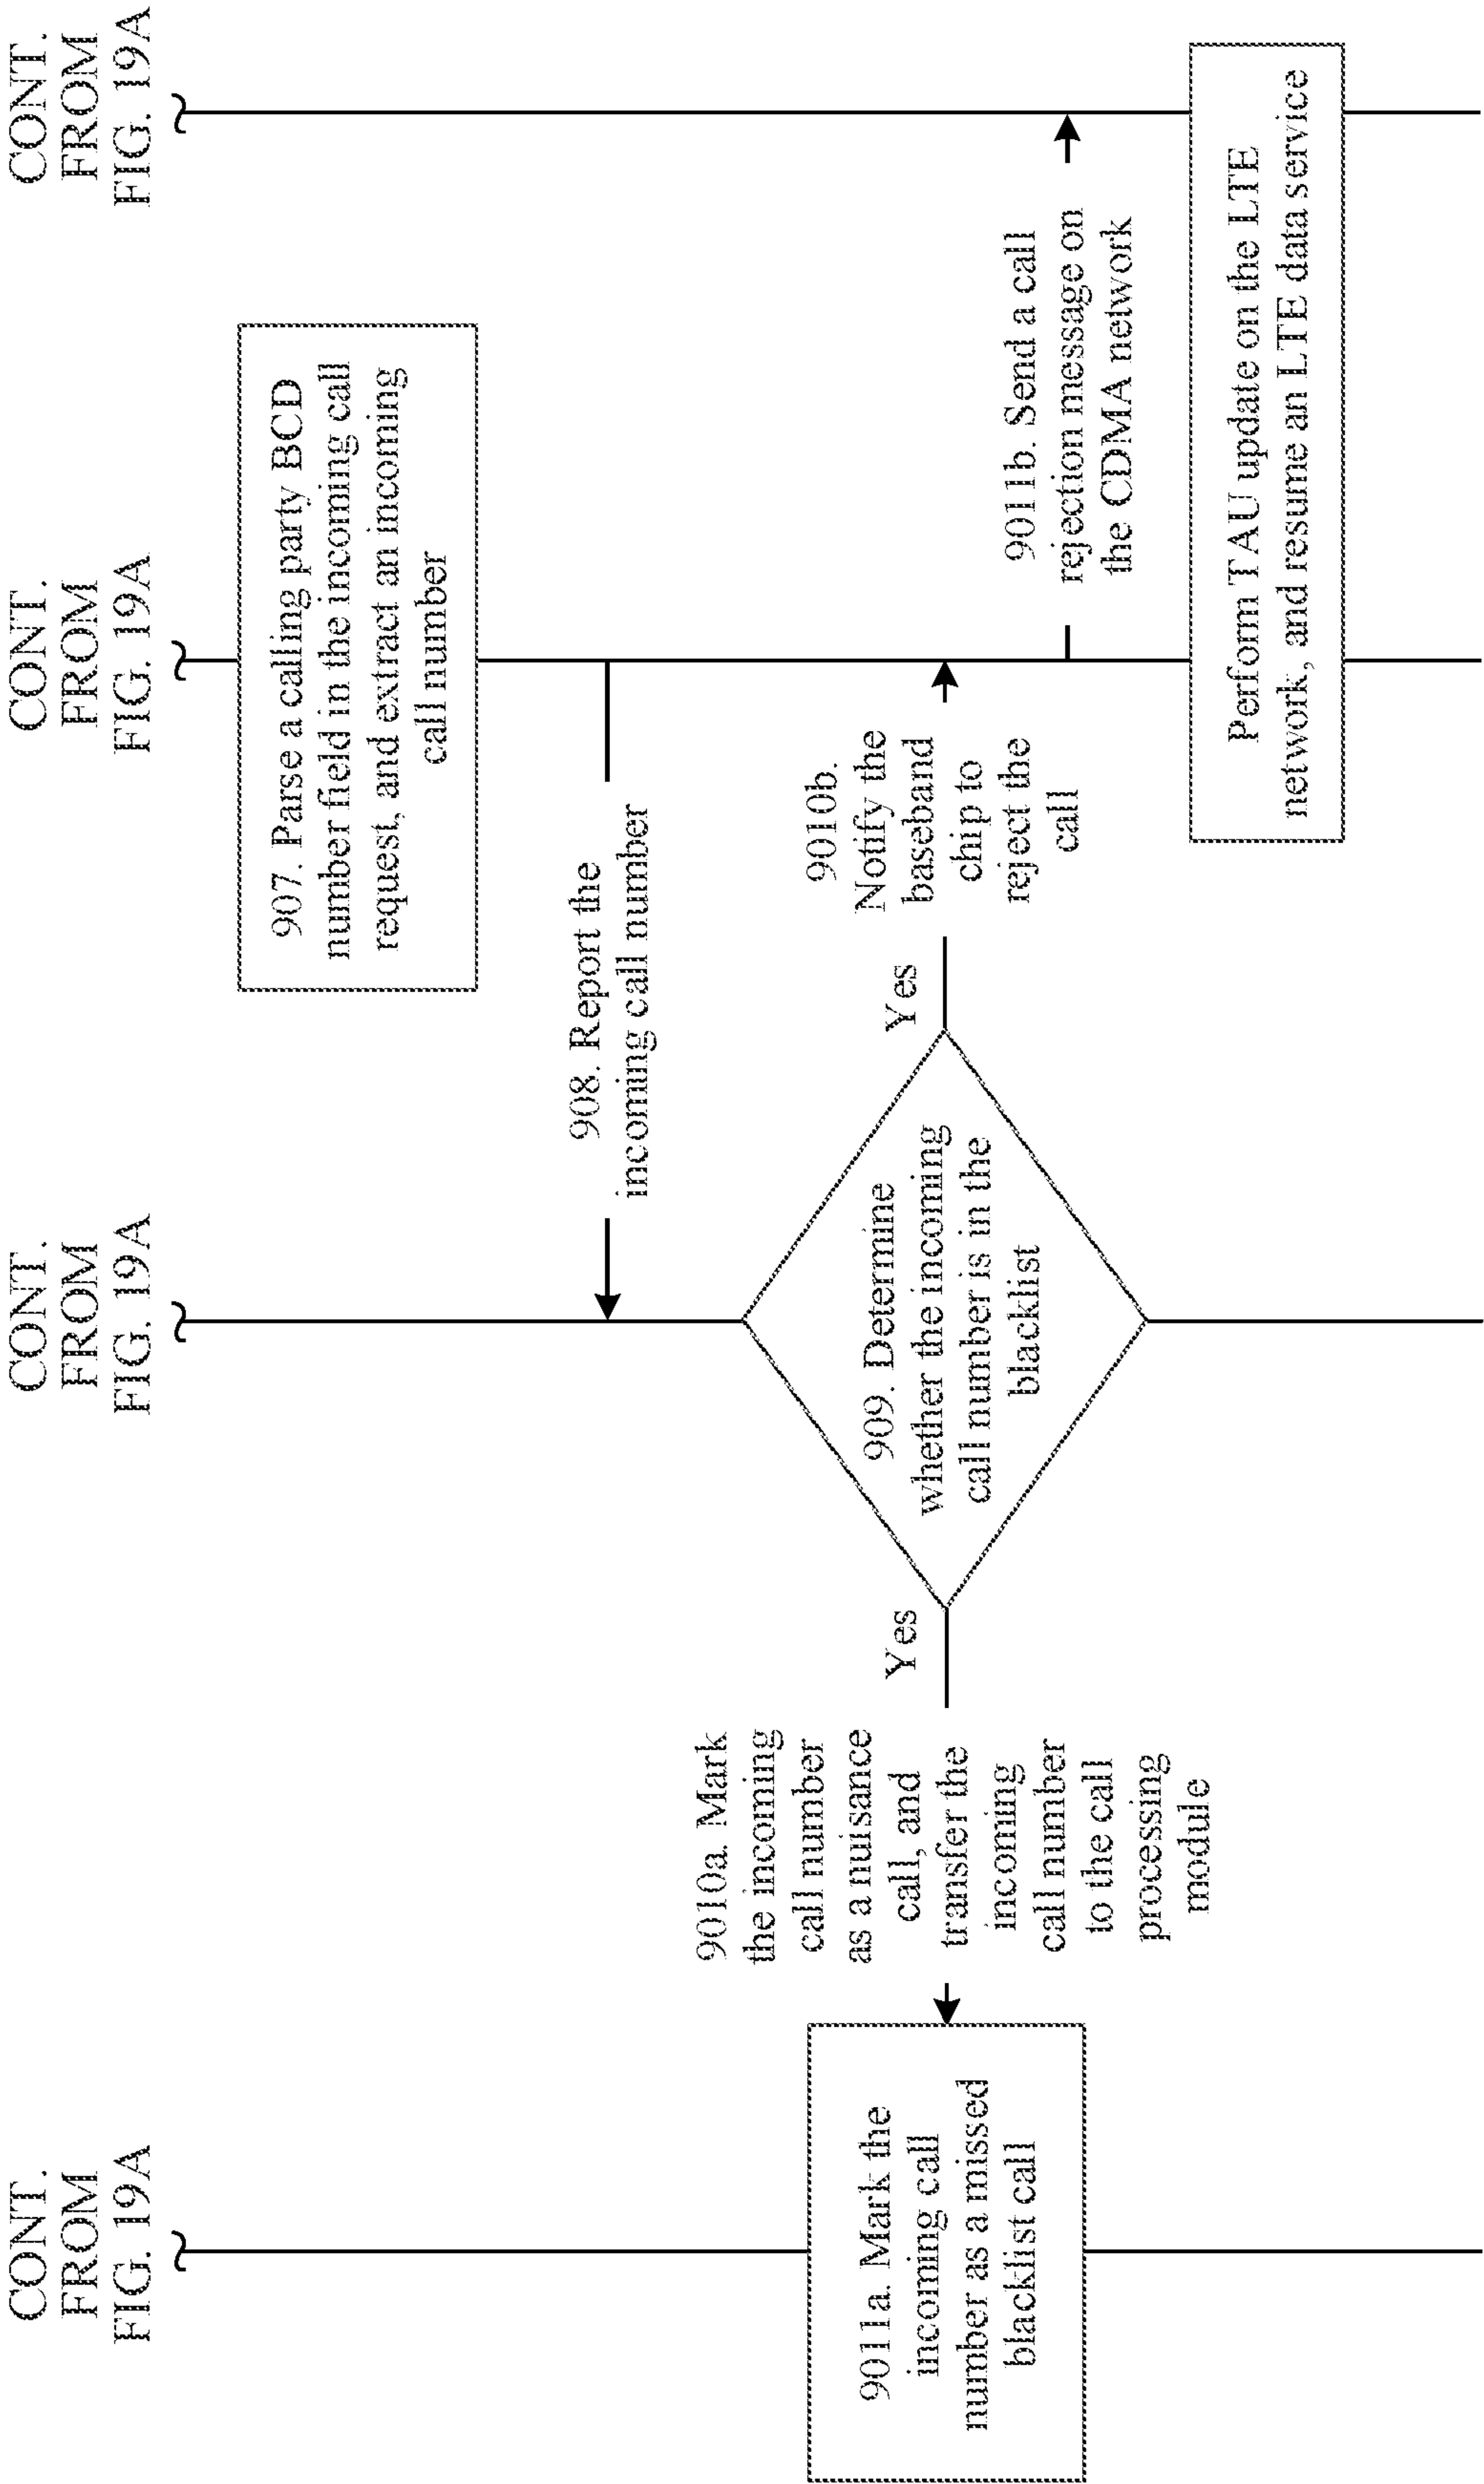 CONT.
FROM
FIG. 19A
CONT.
FROM
FIG. 19A
CONT.
FROM
FIG. 19A
CONT.
FROM
FIG. 19A
907. Parse a calling party BCD
number field in the incoming call
request, and extract an incoming
call number
908. Report the
incoming call number
909. Determine
whether the incoming
call number is in the
blacklist
Yes
9010a. Mark
the incoming
call number
as a nuisance
call, and
transfer the
incoming
call number
to the call
processing
module
9011a. Mark the
incoming call
number as a missed
blacklist call
Yes
9010b.
Notify the
baseband
chip to
reject the
call
9011b. Send a call
rejection message on
the CDMA network
Perform TAU update on the LTE
network, and resume an LTE data service